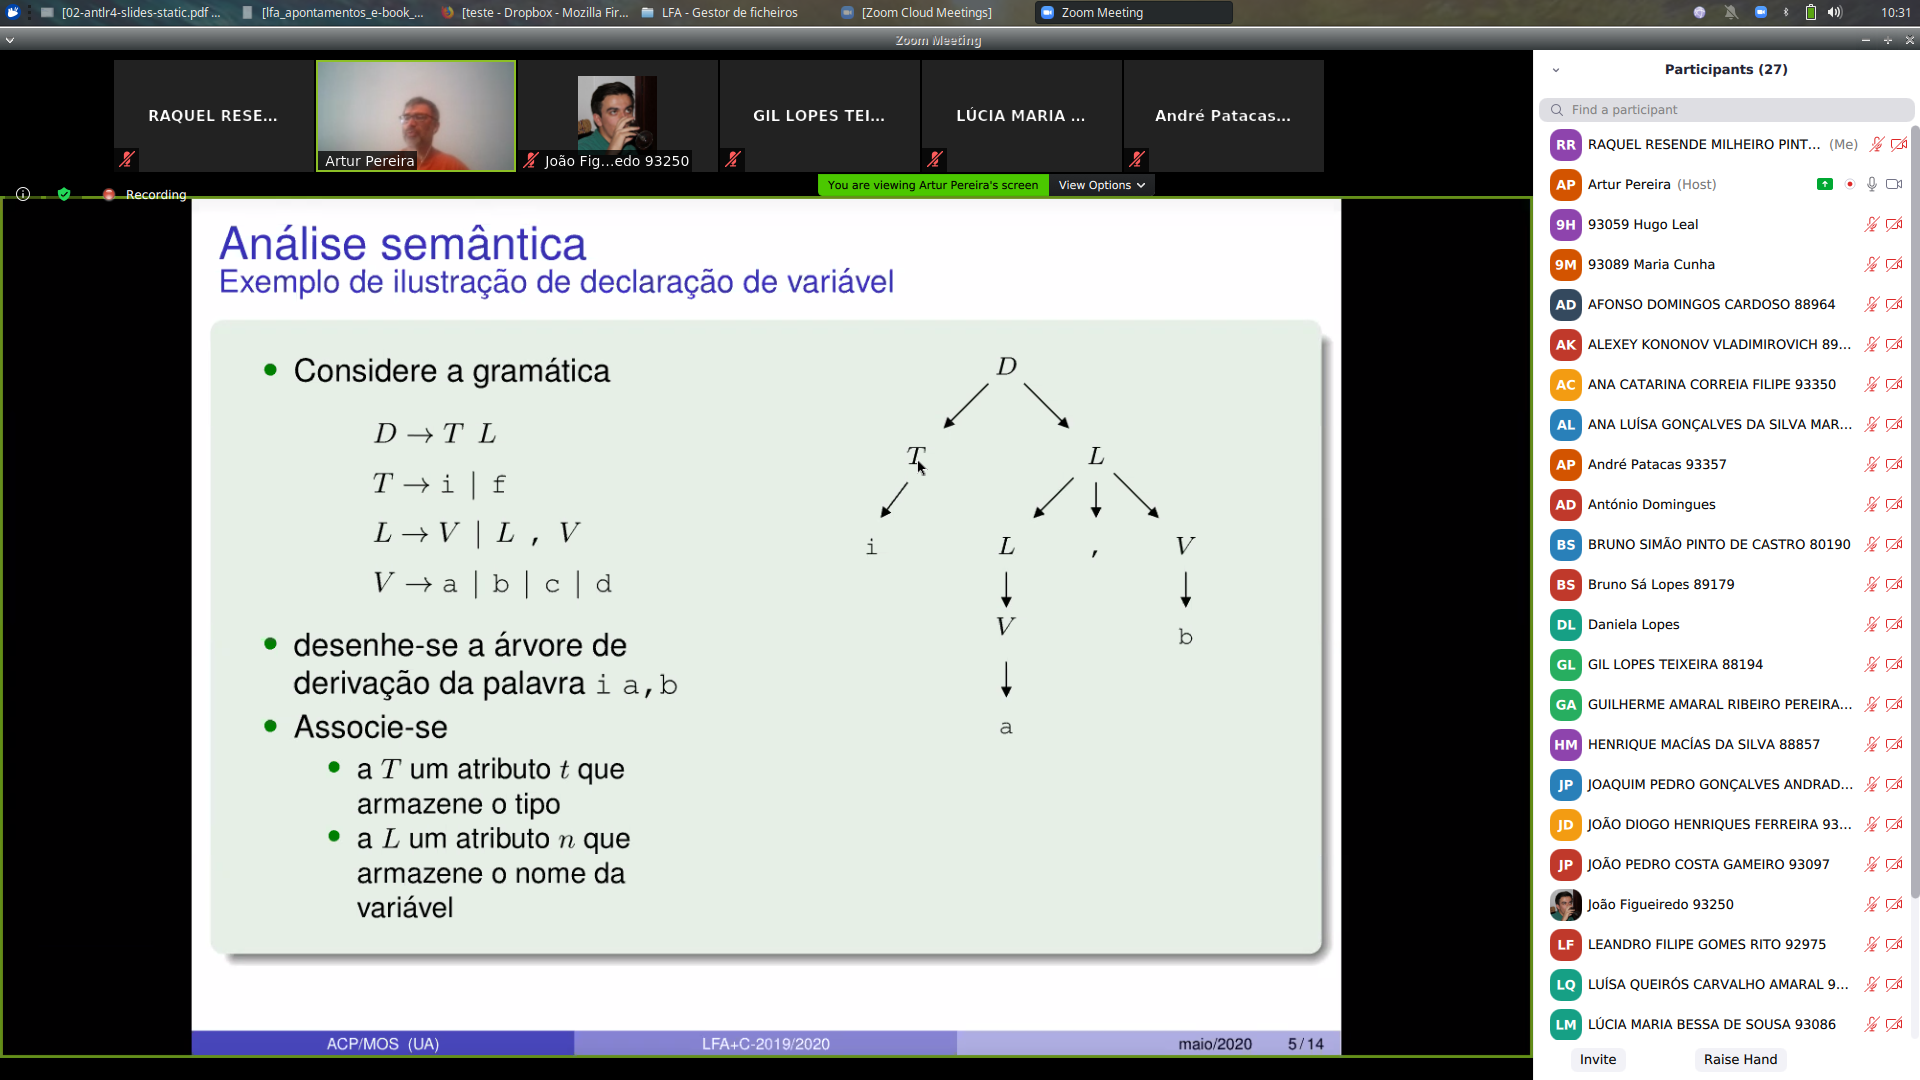 [02-antlr4-slides-static.pdf ... [lfa_apontamentos_e-book_... [teste - Dropbox - Mozilla Fir... LFA - Gestor de ficheiros [Zoom Cloud Meetings] Zoom Meeting 10:31
Zoom Meeting
RAQUEL RESE...
Artur Pereira
João Fig...edo 93250
GIL LOPES TEI...
LÚCIA MARIA ...
André Patacas...
You are viewing Artur Pereira's screen View Options
Recording
Análise semântica
Exemplo de ilustração de declaração de variável
• Considere a gramática
D → T L
T → i | f
L → V | L , V
V → a | b | c | d
• desenhe-se a árvore de
derivação da palavra i a,b
• Associe-se
• a T um atributo t que
armazene o tipo
• a L um atributo n que
armazene o nome da
variável
D
T L
i L , V
V b
a
ACP/MOS (UA) LFA+C-2019/2020 maio/2020 5/14
Participants (27)
Find a participant
RR RAQUEL RESENDE MILHEIRO PINT... (Me)
AP Artur Pereira (Host)
9H 93059 Hugo Leal
9M 93089 Maria Cunha
AD AFONSO DOMINGOS CARDOSO 88964
AK ALEXEY KONONOV VLADIMIROVICH 89...
AC ANA CATARINA CORREIA FILIPE 93350
AL ANA LUÍSA GONÇALVES DA SILVA MAR...
AP André Patacas 93357
AD António Domingues
BS BRUNO SIMÃO PINTO DE CASTRO 80190
BS Bruno Sá Lopes 89179
DL Daniela Lopes
GL GIL LOPES TEIXEIRA 88194
GA GUILHERME AMARAL RIBEIRO PEREIRA...
HM HENRIQUE MACÍAS DA SILVA 88857
JP JOAQUIM PEDRO GONÇALVES ANDRAD...
JD JOÃO DIOGO HENRIQUES FERREIRA 93...
JP JOÃO PEDRO COSTA GAMEIRO 93097
João Figueiredo 93250
LF LEANDRO FILIPE GOMES RITO 92975
LQ LUÍSA QUEIRÓS CARVALHO AMARAL 9...
LM LÚCIA MARIA BESSA DE SOUSA 93086
Invite Raise Hand